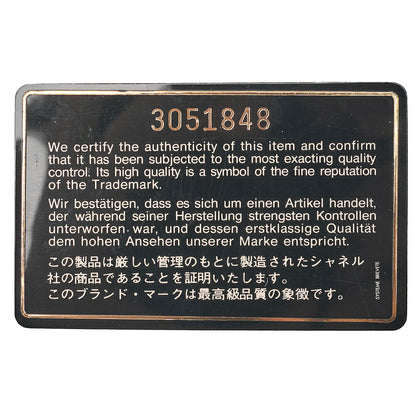 3051848
We certify the authenticity of this item and confirm
that it has been subjected to the most exacting quality
control. Its high quality is a symbol of the fine reputation
of the Trademark.
Wir bestätigen, dass es sich um einen Artikel handelt,
der während seiner Herstellung strengsten Kontrollen
unterworfen war, und dessen erstklassige Qualität
dem hohen Ansehen unserer Marke entspricht.
この製品は厳しい管理のもとに製造されたシャネル
社の商品であることを証明いたします。
このブランド・マークは最高級品質の象徴です。
SYSTEME BREVETE